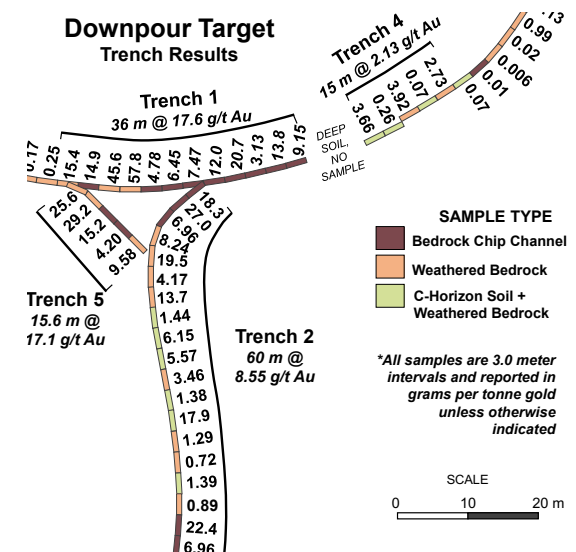 Downpour Target
Trench Results
Trench 4
15 m @ 2.13 g/t Au
3.66
0.26
3.92
0.07
2.73
0.07
0.01
0.006
0.02
0.99
.13
Trench 1
36 m @ 17.6 g/t Au
0.17
0.25
15.4
14.9
45.6
57.8
4.78
6.45
7.47
12.0
20.7
3.13
13.8
9.15
DEEP
SOIL,
NO
SAMPLE
25.6
29.2
15.2
4.20
9.58
Trench 5
15.6 m @
17.1 g/t Au
18.3
27.0
6.96
8.24
19.5
4.17
13.7
1.44
6.15
5.57
3.46
1.38
17.9
1.29
0.72
1.39
0.89
22.4
6.96
Trench 2
60 m @
8.55 g/t Au
SAMPLE TYPE
Bedrock Chip Channel
Weathered Bedrock
C-Horizon Soil +
Weathered Bedrock
*All samples are 3.0 meter
intervals and reported in
grams per tonne gold
unless otherwise
indicated
SCALE
0 10 20 m